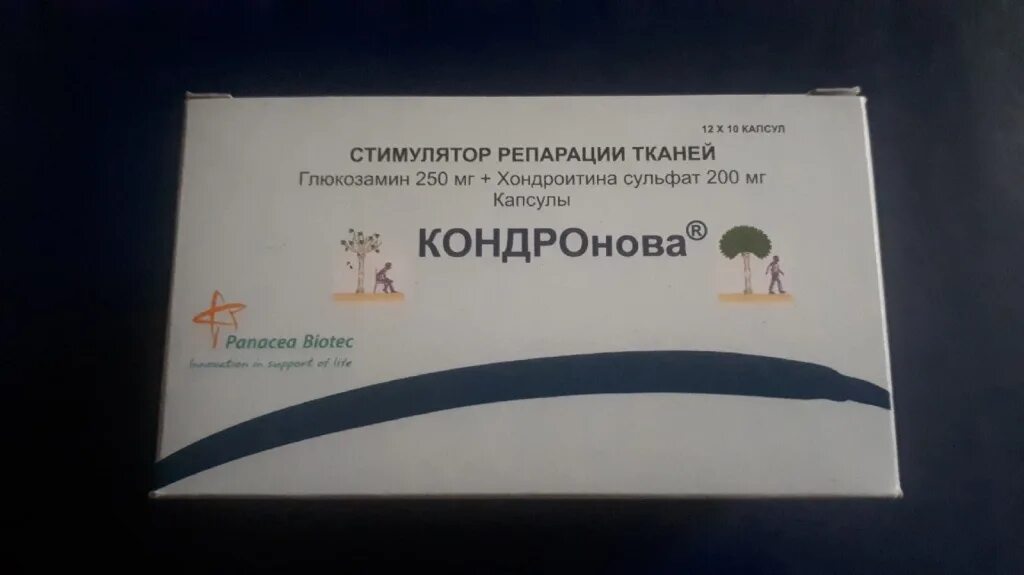 12 X 10 КАПСУЛ
СТИМУЛЯТОР РЕПАРАЦИИ ТКАНЕЙ
Глюкозамин 250 мг + Хондроитина сульфат 200 мг
Капсулы
КОНДРОнова®
Panacea Biotec
Innovation in support of life